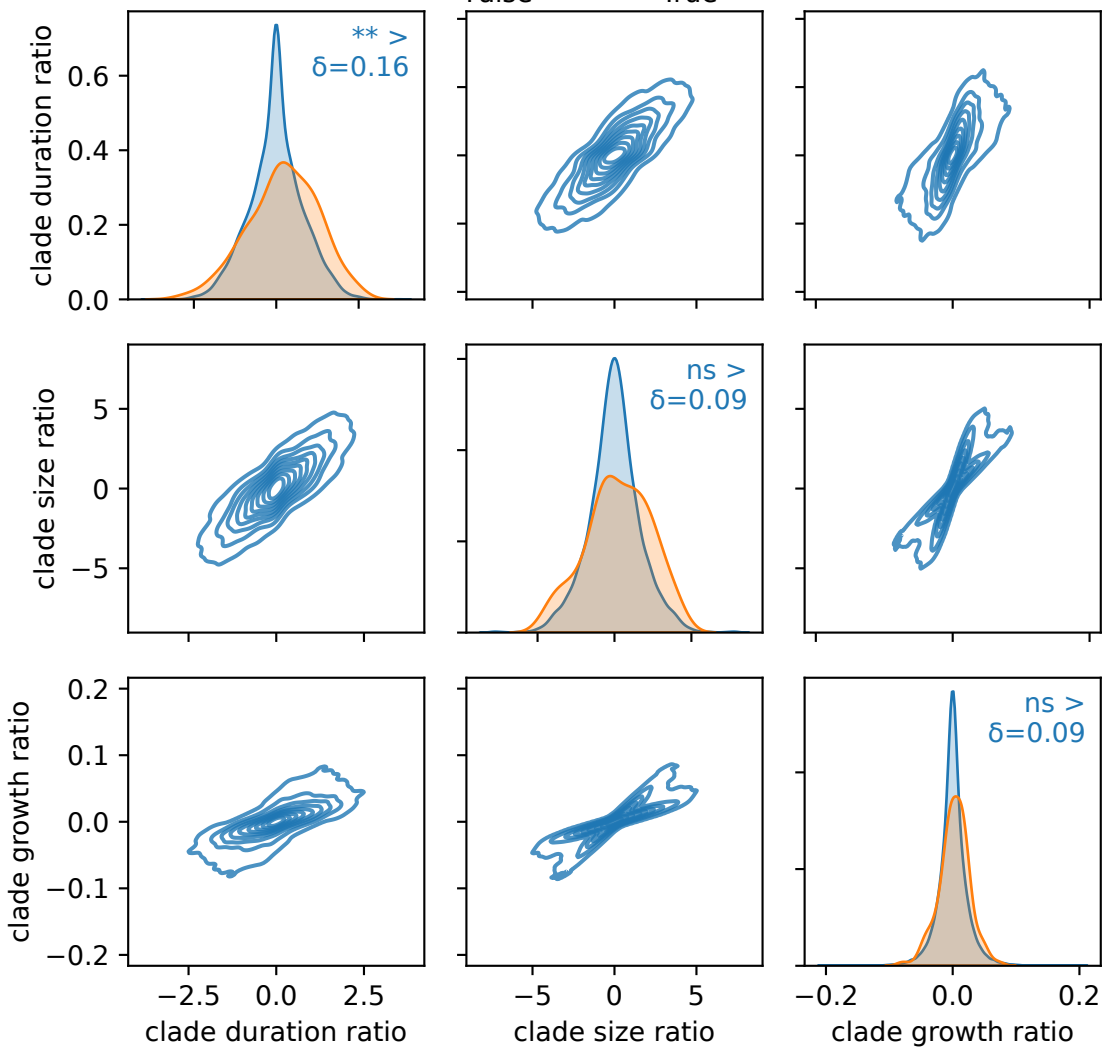 ** >
δ=0.16
clade duration ratio
0.6
0.4
0.2
0.0
ns >
δ=0.09
clade size ratio
5
0
−5
ns >
δ=0.09
clade growth ratio
0.2
0.1
0.0
−0.1
−0.2
−2.5 0.0 2.5 −5 0 5 −0.2 0.0 0.2
clade duration ratio clade size ratio clade growth ratio